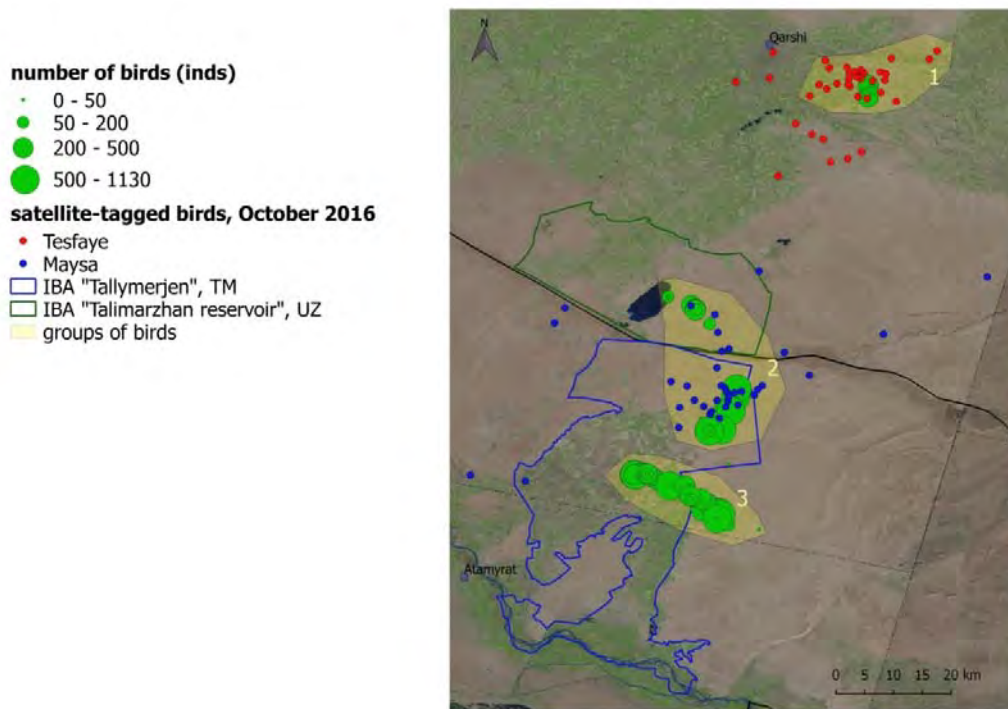 number of birds (inds)
0 - 50
50 - 200
200 - 500
500 - 1130
satellite-tagged birds, October 2016
Tesfaye
Maysa
IBA "Tallymerjen", TM
IBA "Talimarzhan reservoir", UZ
groups of birds
N
Qarshi
1
2
3
Atamyrat
0 5 10 15 20 km